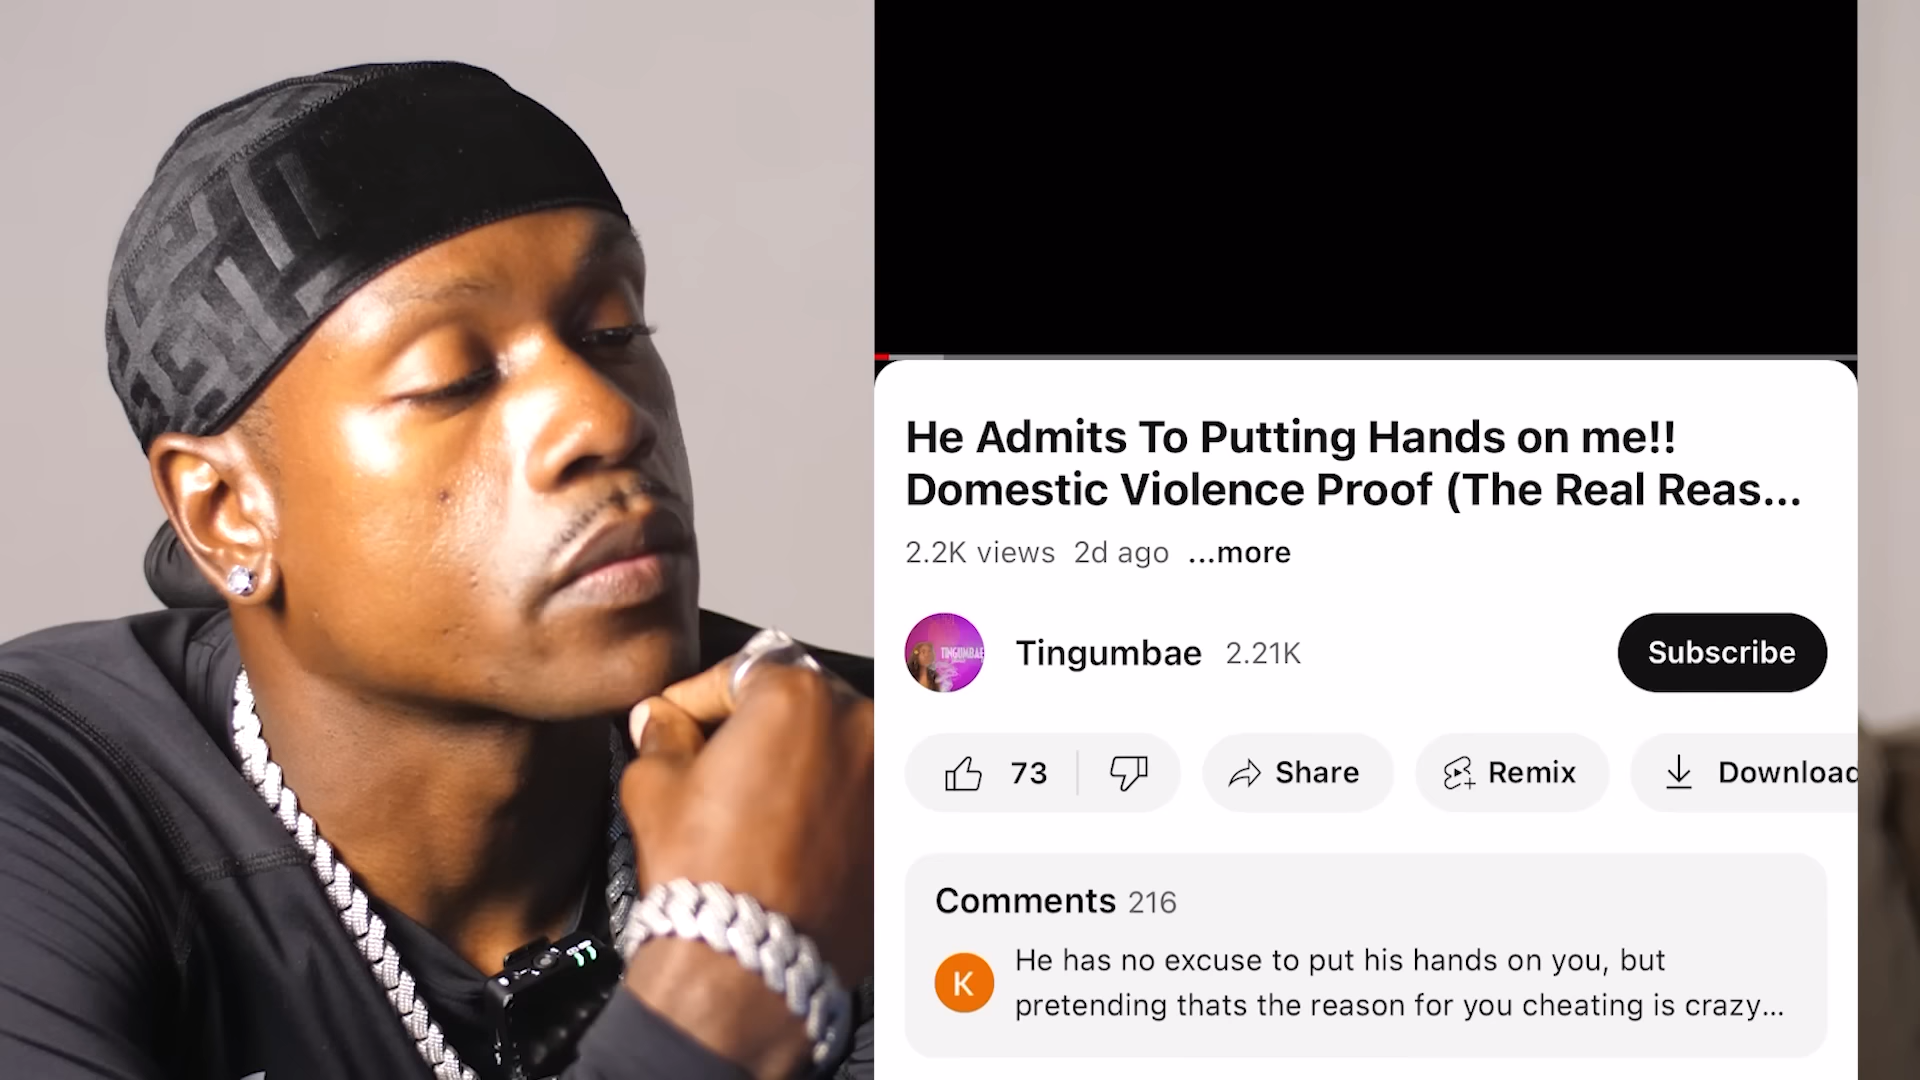 He Admits To Putting Hands on me!!
Domestic Violence Proof (The Real Reas...
2.2K views 2d ago ...more
TINGUMBAE
Tingumbae 2.21K
Subscribe
73
Share
Remix
Download
Comments 216
K
He has no excuse to put his hands on you, but
pretending thats the reason for you cheating is crazy...